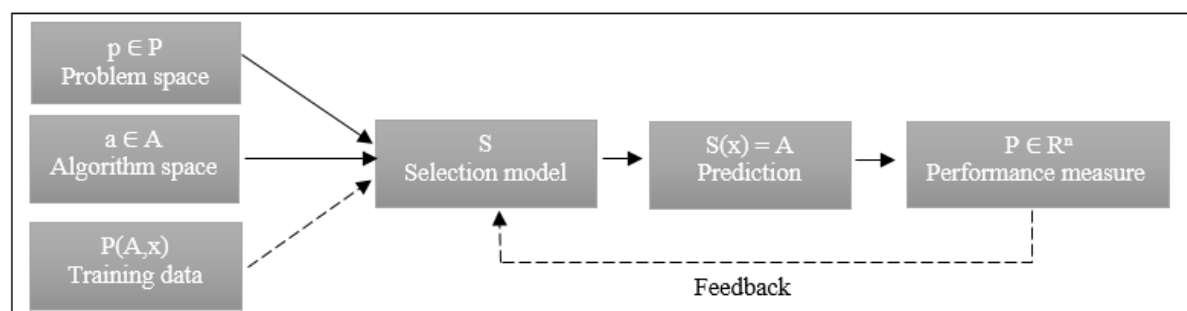 p ∈ P
Problem space
a ∈ A
Algorithm space
P(A,x)
Training data
S
Selection model
S(x) = A
Prediction
P ∈ Rⁿ
Performance measure
Feedback